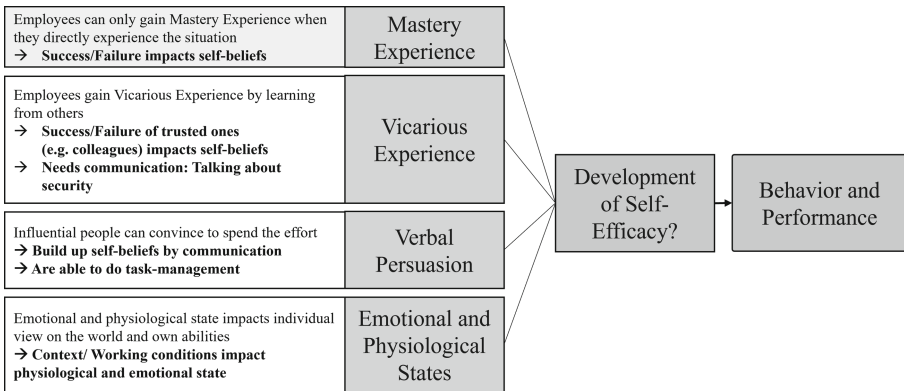 Employees can only gain Mastery Experience when
they directly experience the situation
→ Success/Failure impacts self-beliefs
Mastery
Experience
Employees gain Vicarious Experience by learning
from others
→ Success/Failure of trusted ones
(e.g. colleagues) impacts self-beliefs
→ Needs communication: Talking about
security
Vicarious
Experience
Influential people can convince to spend the effort
→ Build up self-beliefs by communication
→ Are able to do task-management
Verbal
Persuasion
Emotional and physiological state impacts individual
view on the world and own abilities
→ Context/ Working conditions impact
physiological and emotional state
Emotional and
Physiological
States
Development
of Self-
Efficacy?
Behavior and
Performance